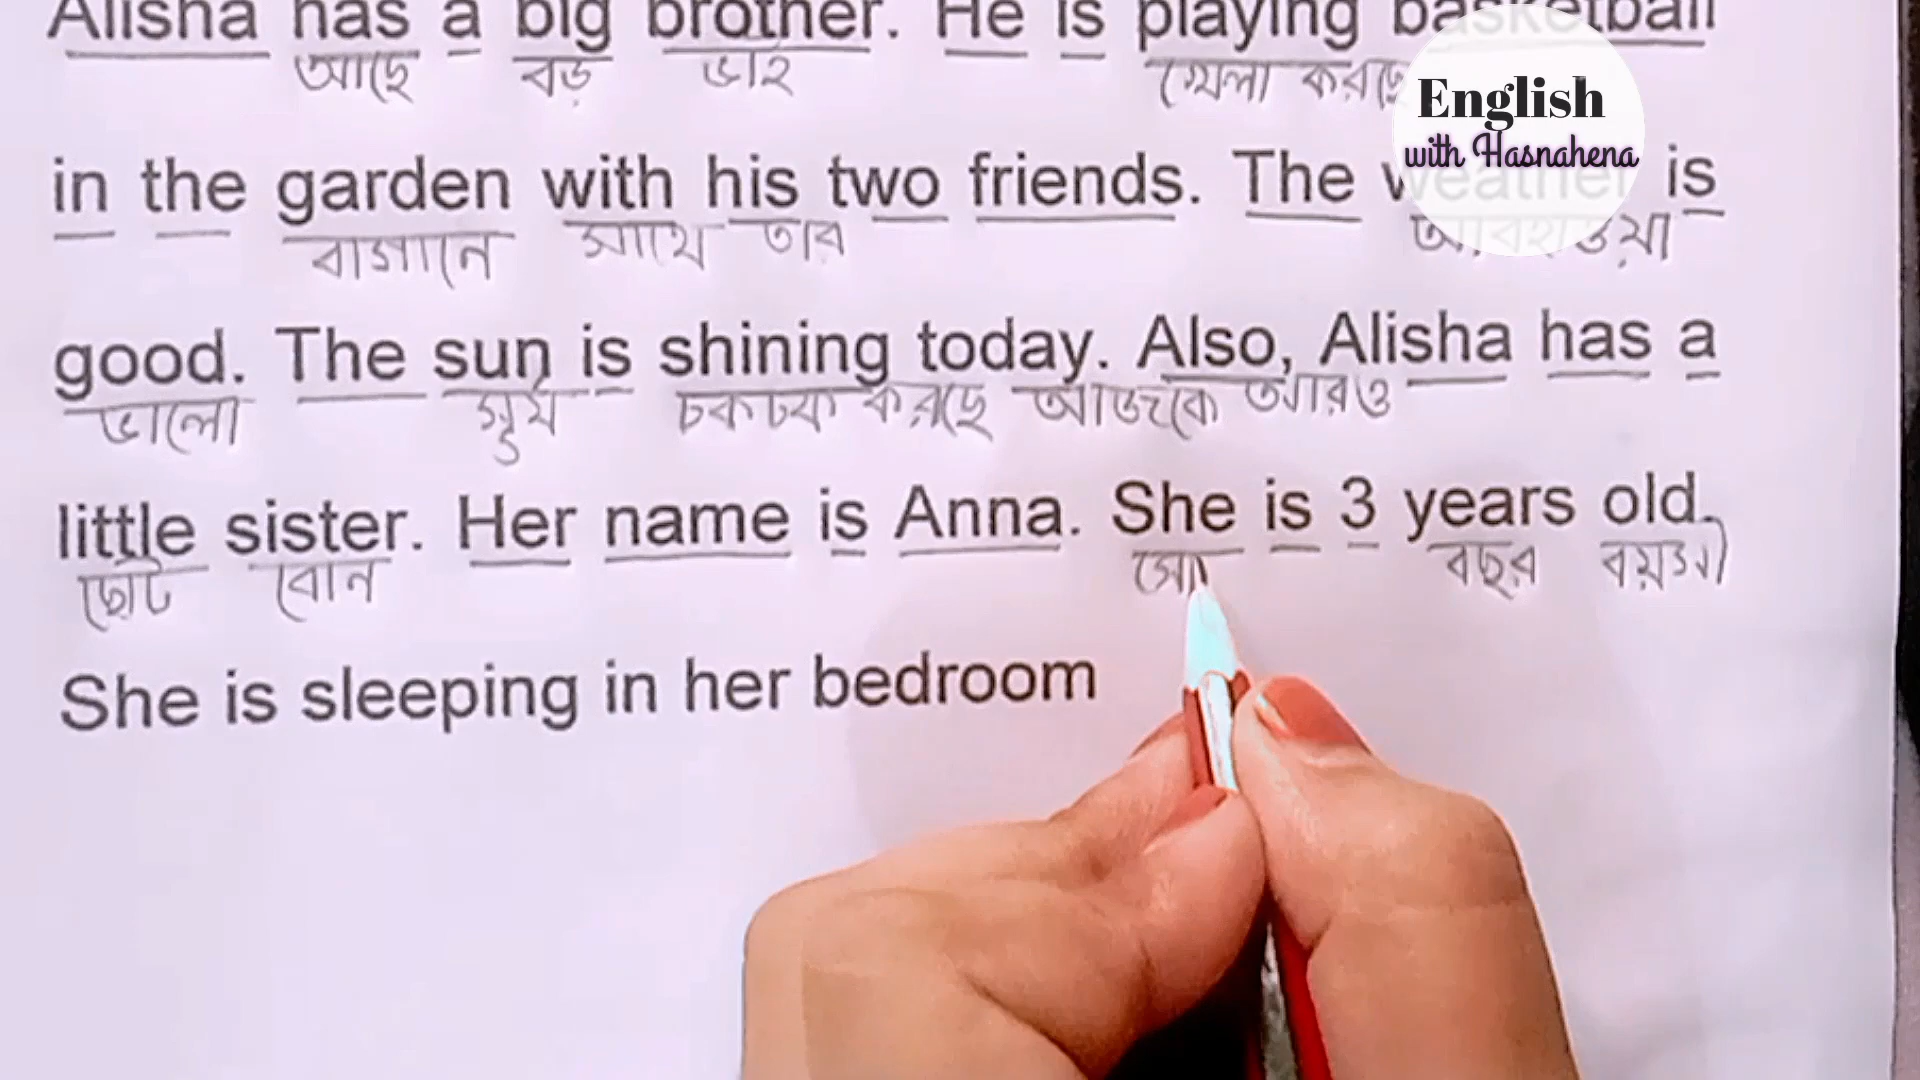 Alisha has a big brother. He is playing basketball
আছে বড় ভাই খেলা করছে
English
with Hasnahena
in the garden with his two friends. The weather is
বাগানে সাথে তার আবহাওয়া
good. The sun is shining today. Also, Alisha has a
ভালো সূর্য চকচক করছে আজকে আরও
little sister. Her name is Anna. She is 3 years old.
ছোট বোন সে বছর বয়সী
She is sleeping in her bedroom